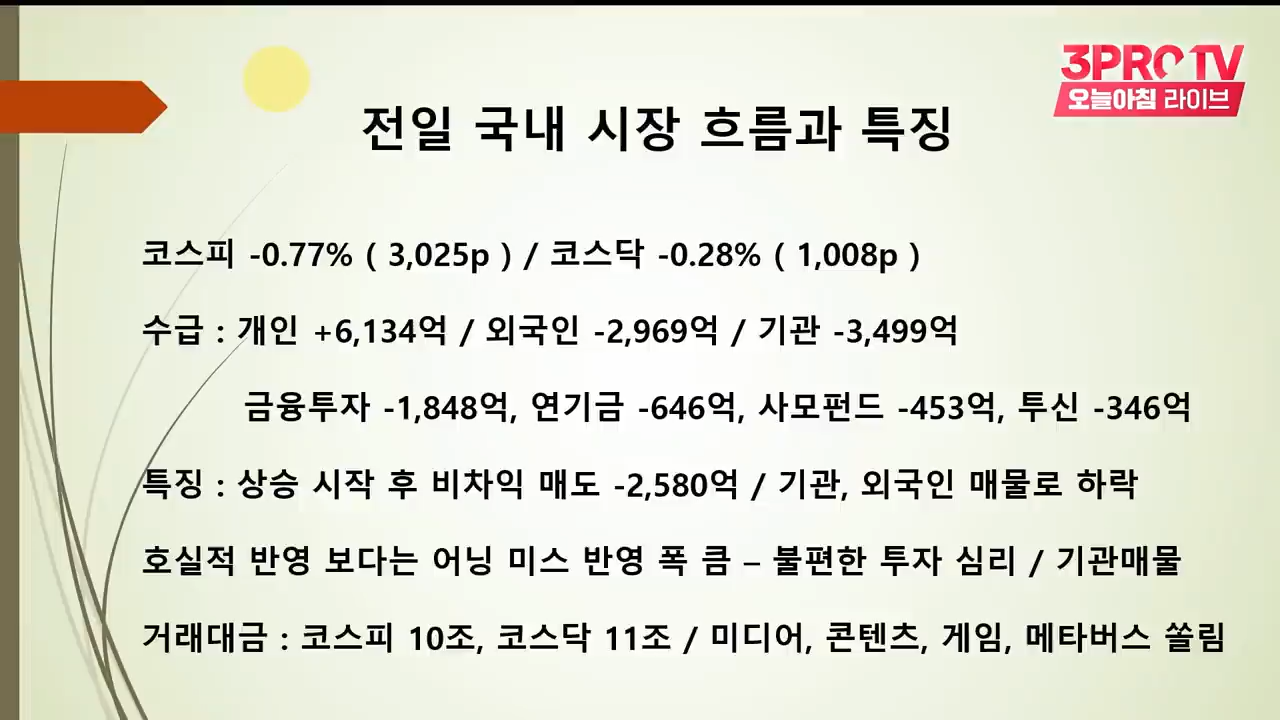 3PROTV
오늘아침 라이브
전일 국내 시장 흐름과 특징
코스피 -0.77% ( 3,025p ) / 코스닥 -0.28% ( 1,008p )
수급 : 개인 +6,134억 / 외국인 -2,969억 / 기관 -3,499억
금융투자 -1,848억, 연기금 -646억, 사모펀드 -453억, 투신 -346억
특징 : 상승 시작 후 비차익 매도 -2,580억 / 기관, 외국인 매물로 하락
호실적 반영 보다는 어닝 미스 반영 폭 큼 – 불편한 투자 심리 / 기관매물
거래대금 : 코스피 10조, 코스닥 11조 / 미디어, 콘텐츠, 게임, 메타버스 쏠림